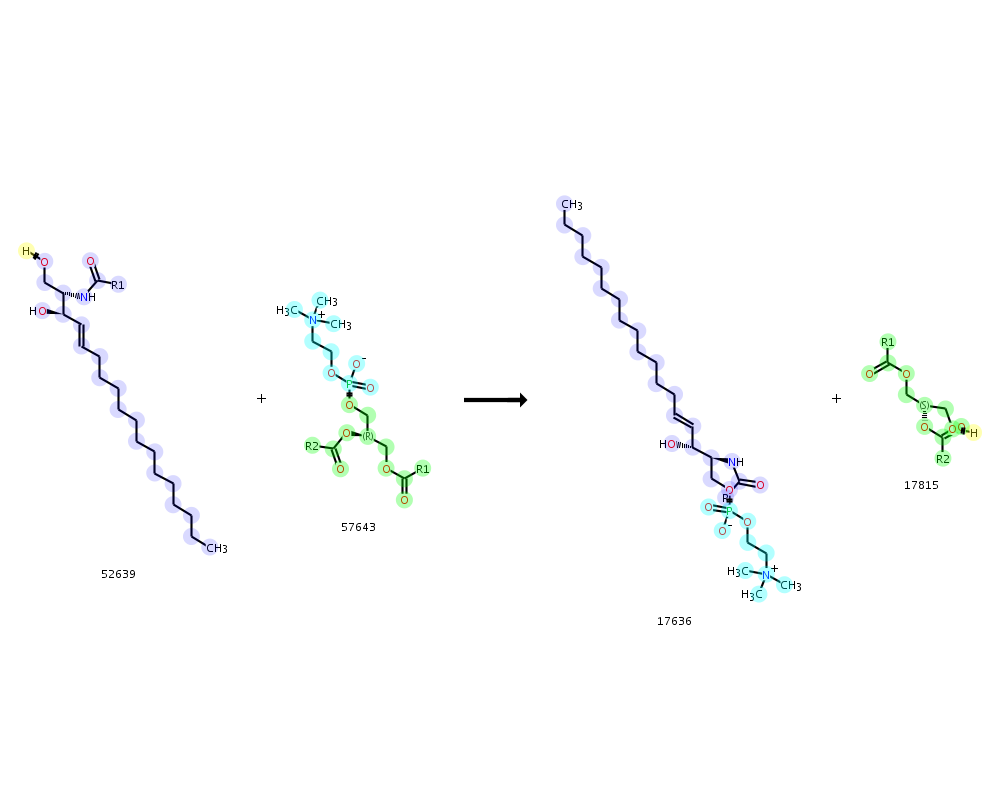 H
O
O
R1
NH
HO
CH3
52639
+
H3C
CH3
CH3
N
+
O
O-
P
O
O
R2
O
O
(R)
O
R1
O
57643
CH3
HO
NH
O
O
R
O
P
O-
O
H3C
N
+
CH3
H3C
17636
+
R1
O
O
(S)
O
O
O
H
R2
17815